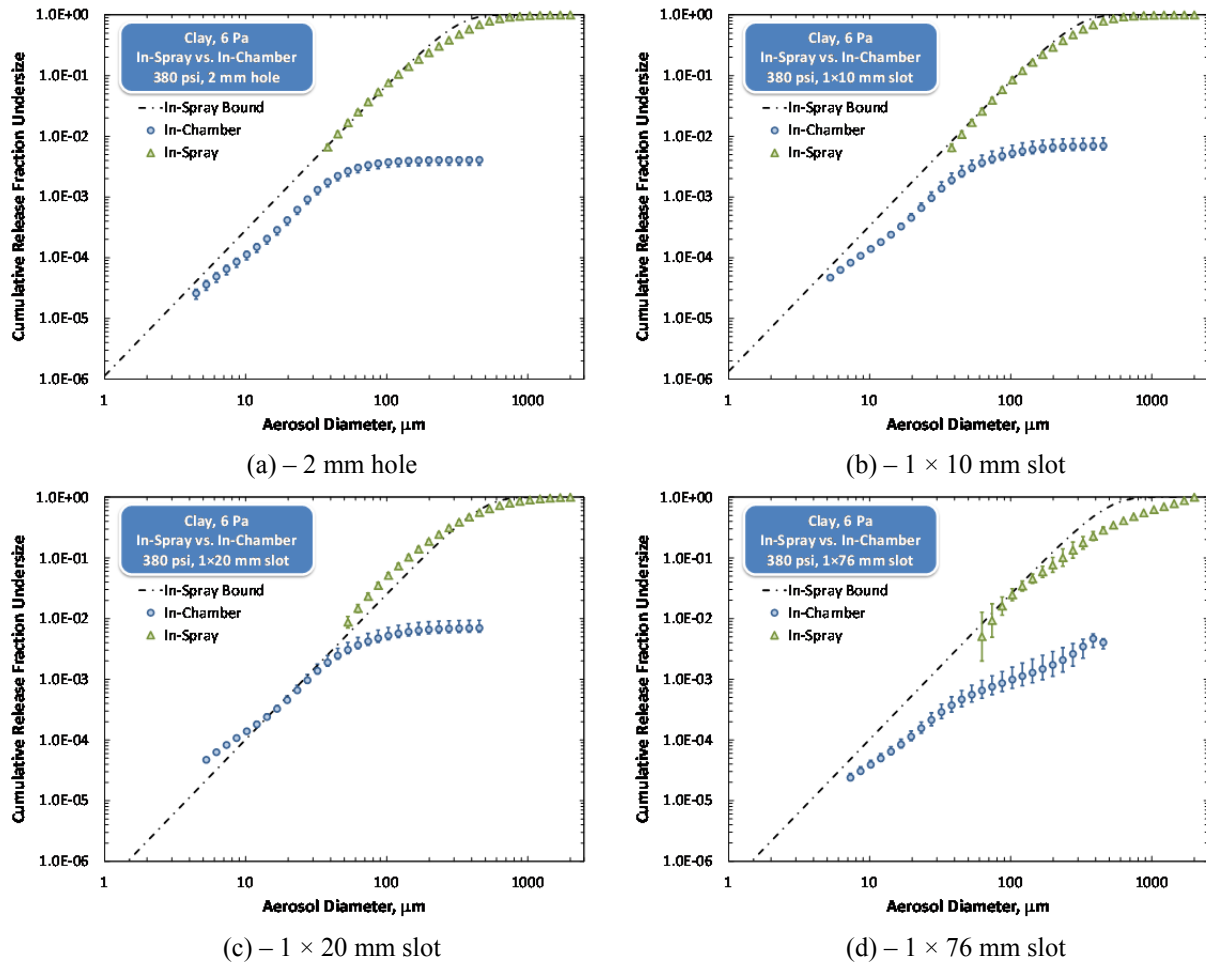 Cumulative Release Fraction Undersize
1.0E+00
1.0E-01
1.0E-02
1.0E-03
1.0E-04
1.0E-05
1.0E-06
Clay, 6 Pa
In-Spray vs. In-Chamber
380 psi, 2 mm hole
In-Spray Bound
In-Chamber
In-Spray
1 10 100 1000
Aerosol Diameter, µm
(a) – 2 mm hole
Cumulative Release Fraction Undersize
1.0E+00
1.0E-01
1.0E-02
1.0E-03
1.0E-04
1.0E-05
1.0E-06
Clay, 6 Pa
In-Spray vs. In-Chamber
380 psi, 1×10 mm slot
In-Spray Bound
In-Chamber
In-Spray
1 10 100 1000
Aerosol Diameter, µm
(b) – 1 × 10 mm slot
Cumulative Release Fraction Undersize
1.0E+00
1.0E-01
1.0E-02
1.0E-03
1.0E-04
1.0E-05
1.0E-06
Clay, 6 Pa
In-Spray vs. In-Chamber
380 psi, 1×20 mm slot
In-Spray Bound
In-Chamber
In-Spray
1 10 100 1000
Aerosol Diameter, µm
(c) – 1 × 20 mm slot
Cumulative Release Fraction Undersize
1.0E+00
1.0E-01
1.0E-02
1.0E-03
1.0E-04
1.0E-05
1.0E-06
Clay, 6 Pa
In-Spray vs. In-Chamber
380 psi, 1×76 mm slot
In-Spray Bound
In-Chamber
In-Spray
1 10 100 1000
Aerosol Diameter, µm
(d) – 1 × 76 mm slot